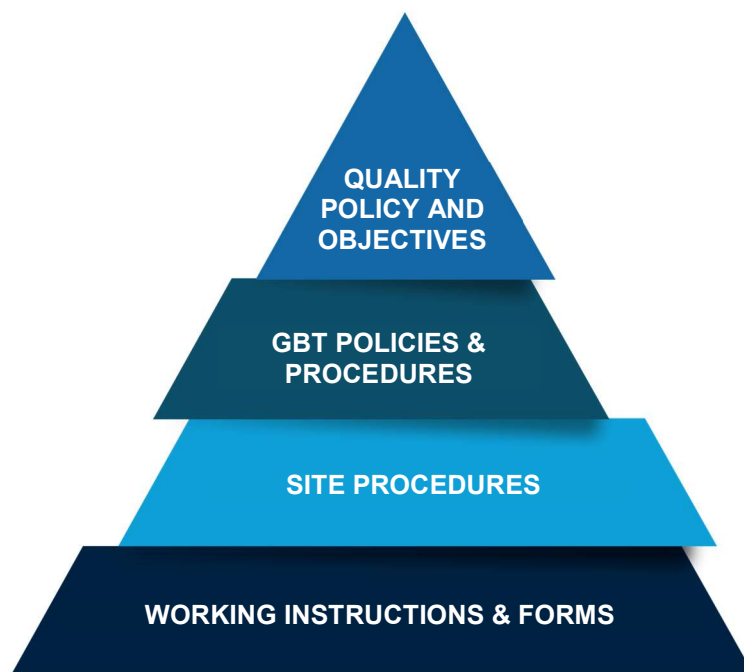 QUALITY
POLICY AND
OBJECTIVES
GBT POLICIES &
PROCEDURES
SITE PROCEDURES
WORKING INSTRUCTIONS & FORMS